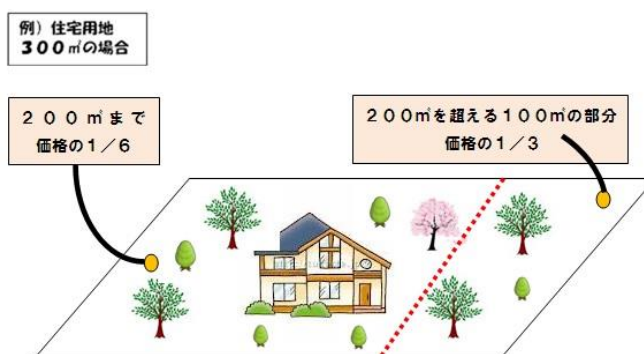 例）住宅用地
３００㎡の場合
２００㎡まで
価格の１／６
２００㎡を超える１００㎡の部分
価格の１／３